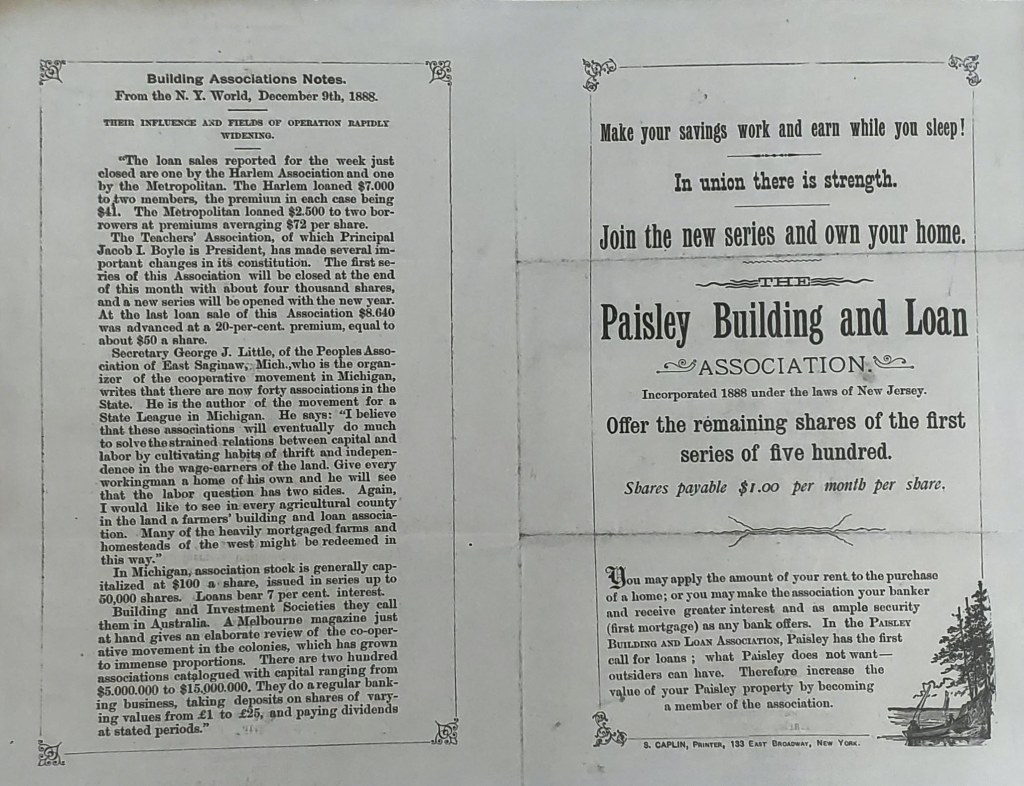 Building Associations Notes.
From the N. Y. World, December 9th, 1888.
THEIR INFLUENCE AND FIELDS OF OPERATION RAPIDLY
WIDENING.
"The loan sales reported for the week just
closed are one by the Harlem Association and one
by the Metropolitan. The Harlem loaned $7.000
to two members, the premium in each case being
$41. The Metropolitan loaned $2.500 to two bor-
rowers at premiums averaging $72 per share.
The Teachers' Association, of which Principal
Jacob I. Boyle is President, has made several im-
portant changes in its constitution. The first se-
ries of this Association will be closed at the end
of this month with about four thousand shares,
and a new series will be opened with the new year.
At the last loan sale of this Association $8.640
was advanced at a 20-per-cent. premium, equal to
about $50 a share.
Secretary George J. Little, of the Peoples Asso-
ciation of East Saginaw, Mich.,who is the organ-
izer of the cooperative movement in Michigan,
writes that there are now forty associations in the
State. He is the author of the movement for a
State League in Michigan. He says: "I believe
that these associations will eventually do much
to solve the strained relations between capital and
labor by cultivating habits of thrift and indepen-
dence in the wage-earners of the land. Give every
workingman a home of his own and he will see
that the labor question has two sides. Again,
I would like to see in every agricultural county
in the land a farmers' building and loan associa-
tion. Many of the heavily mortgaged farms and
homesteads of the west might be redeemed in
this way."
In Michigan, association stock is generally cap-
italized at $100 a share, issued in series up to
50,000 shares. Loans bear 7 per cent. interest.
Building and Investment Societies they call
them in Australia. A Melbourne magazine just
at hand gives an elaborate review of the co-oper-
ative movement in the colonies, which has grown
to immense proportions. There are two hundred
associations catalogued with capital ranging from
$5.000.000 to $15.000.000. They do a regular bank-
ing business, taking deposits on shares of vary-
ing values from £1 to £25, and paying dividends
at stated periods."
Make your savings work and earn while you sleep!
In union there is strength.
Join the new series and own your home.
THE
Paisley Building and Loan
ASSOCIATION.
Incorporated 1888 under the laws of New Jersey.
Offer the remaining shares of the first
series of five hundred.
Shares payable $1.00 per month per share.
You may apply the amount of your rent to the purchase
of a home; or you may make the association your banker
and receive greater interest and as ample security
(first mortgage) as any bank offers. In the PAISLEY
BUILDING AND LOAN ASSOCIATION, Paisley has the first
call for loans ; what Paisley does not want—
outsiders can have. Therefore increase the
value of your Paisley property by becoming
a member of the association.
S. CAPLIN, PRINTER, 133 EAST BROADWAY, NEW YORK.